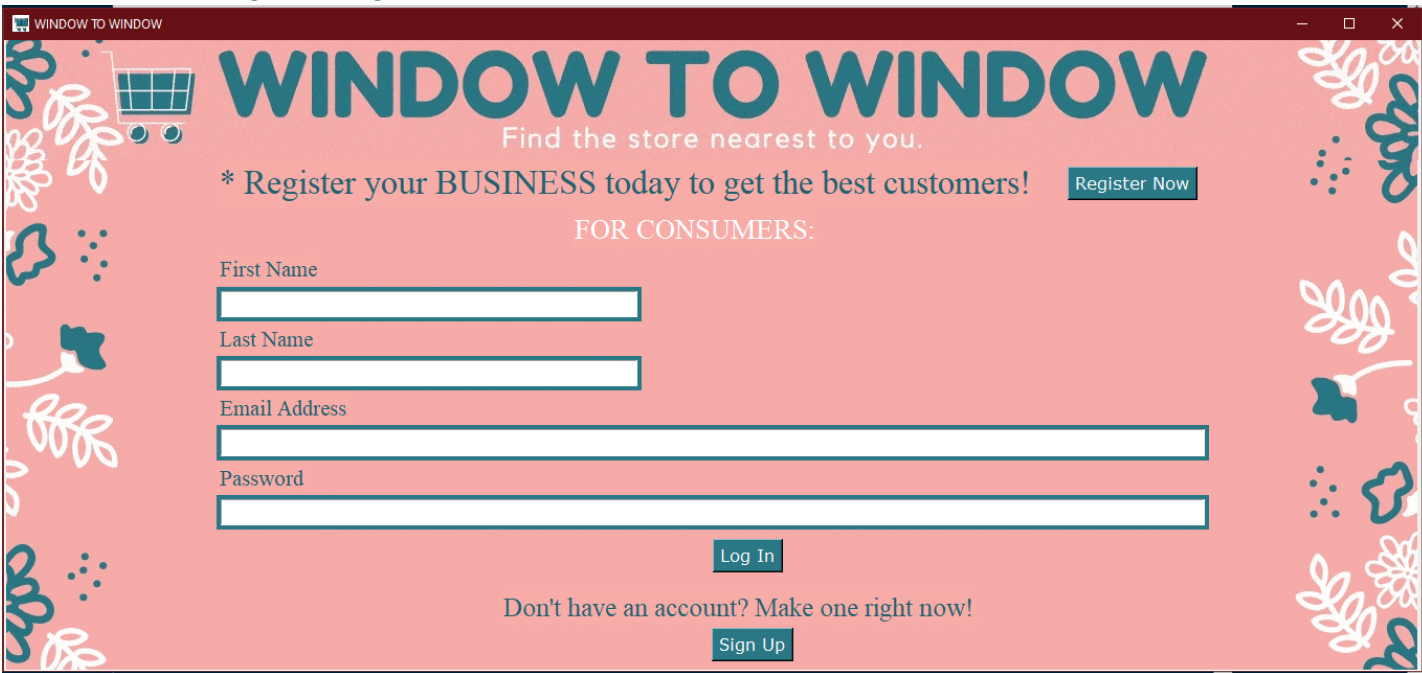 WINDOW TO WINDOW
WINDOW TO WINDOW
Find the store nearest to you.
* Register your BUSINESS today to get the best customers! Register Now
FOR CONSUMERS:
First Name
Last Name
Email Address
Password
Log In
Don't have an account? Make one right now!
Sign Up